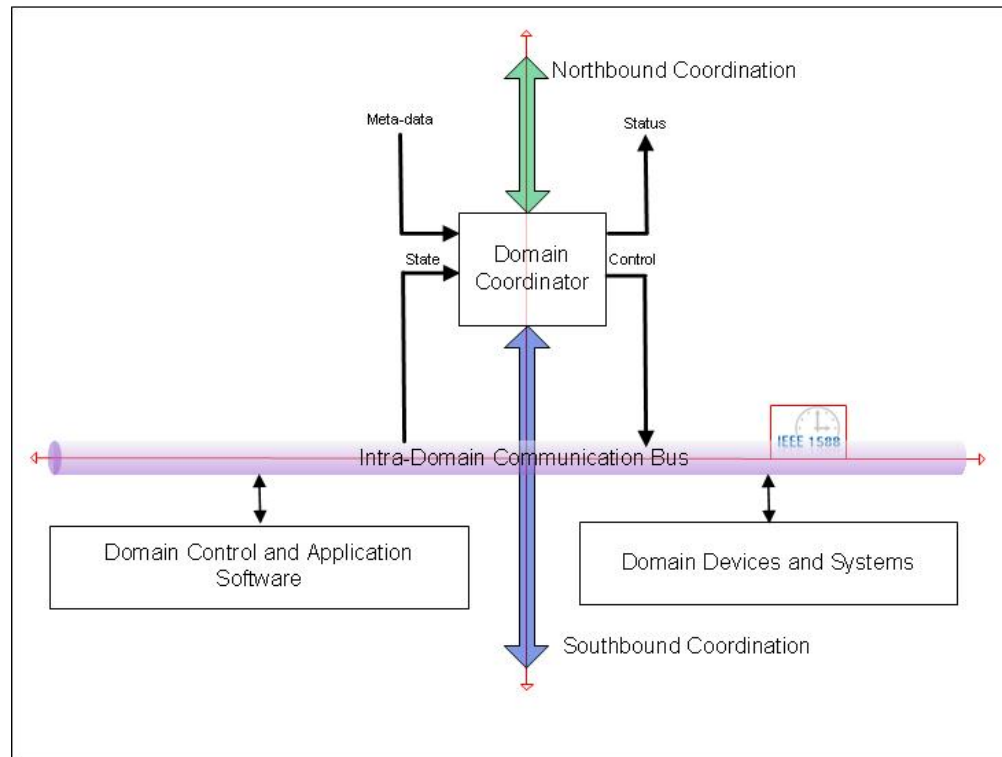 Northbound Coordination
Meta-data
Status
Domain
Coordinator
State
Control
IEEE 1588
Intra-Domain Communication Bus
Domain Control and Application
Software
Domain Devices and Systems
Southbound Coordination